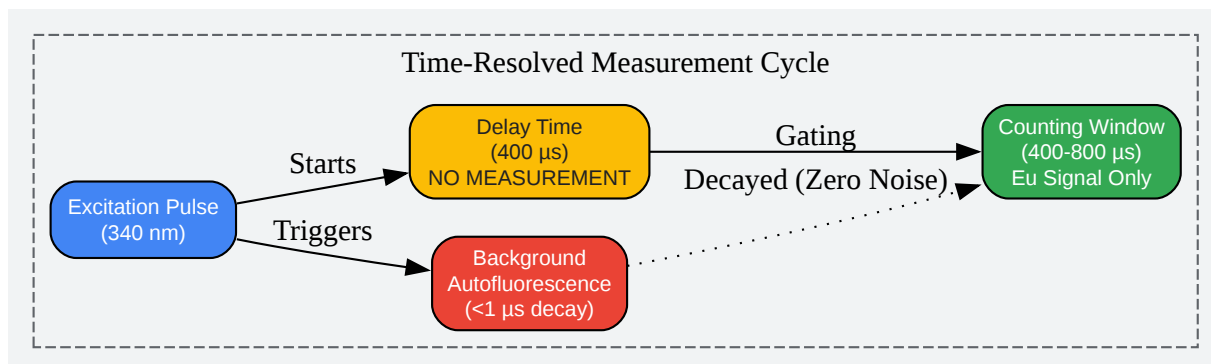 Time-Resolved Measurement Cycle
Excitation Pulse
(340 nm)
Starts
Triggers
Delay Time
(400 µs)
NO MEASUREMENT
Background
Autofluorescence
(<1 µs decay)
Gating
Decayed (Zero Noise)
Counting Window
(400-800 µs)
Eu Signal Only